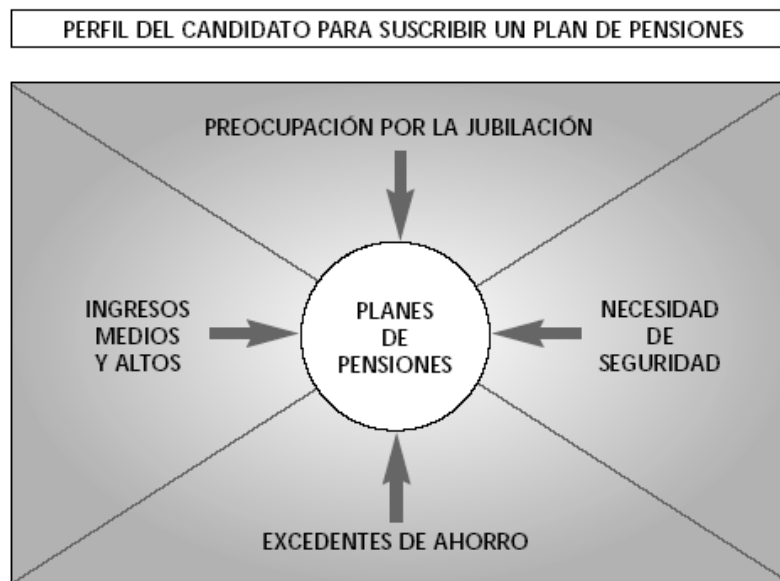 PERFIL DEL CANDIDATO PARA SUSCRIBIR UN PLAN DE PENSIONES
PREOCUPACIÓN POR LA JUBILACIÓN
INGRESOS
MEDIOS
Y ALTOS
PLANES
DE
PENSIONES
NECESIDAD
DE
SEGURIDAD
EXCEDENTES DE AHORRO